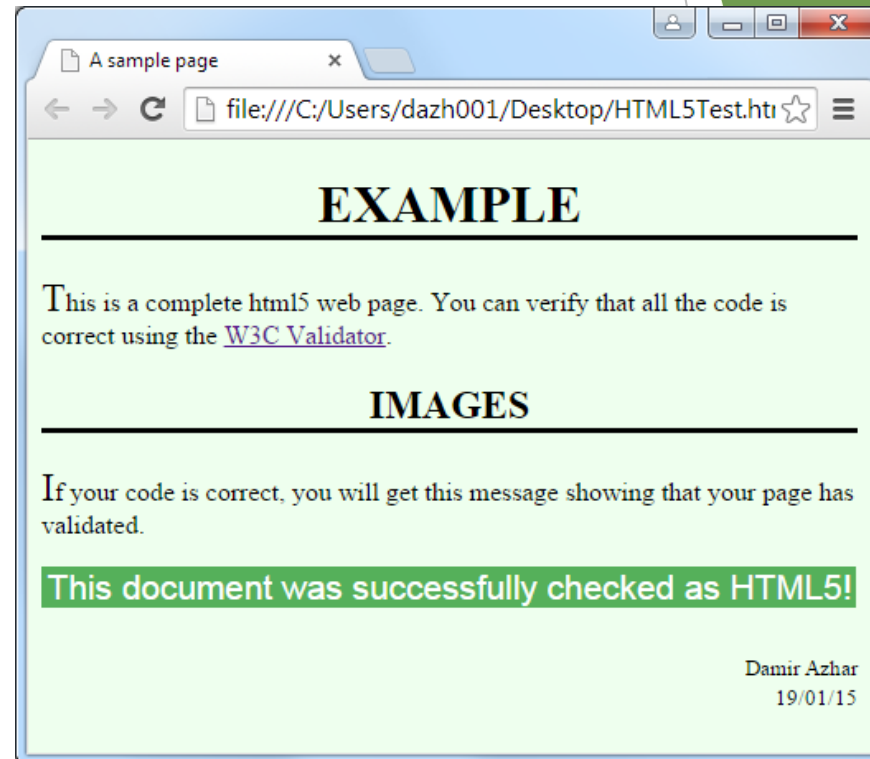 A sample page
file:///C:/Users/dazh001/Desktop/HTML5Test.htr
EXAMPLE
This is a complete html5 web page. You can verify that all the code is
correct using the W3C Validator.
IMAGES
If your code is correct, you will get this message showing that your page has
validated.
This document was successfully checked as HTML5!
Damir Azhar
19/01/15